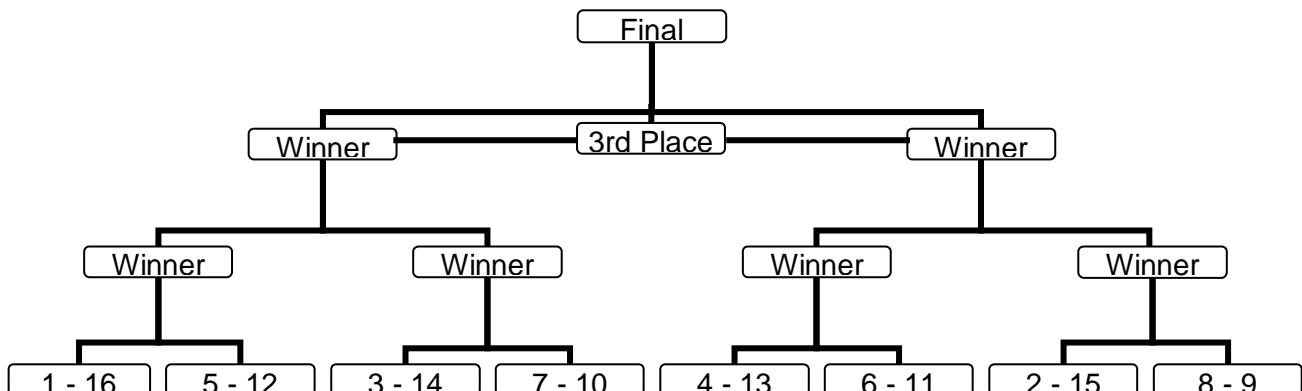 Final
Winner 3rd Place Winner
Winner Winner Winner Winner
1 - 16 5 - 12 3 - 14 7 - 10 4 - 13 6 - 11 2 - 15 8 - 9